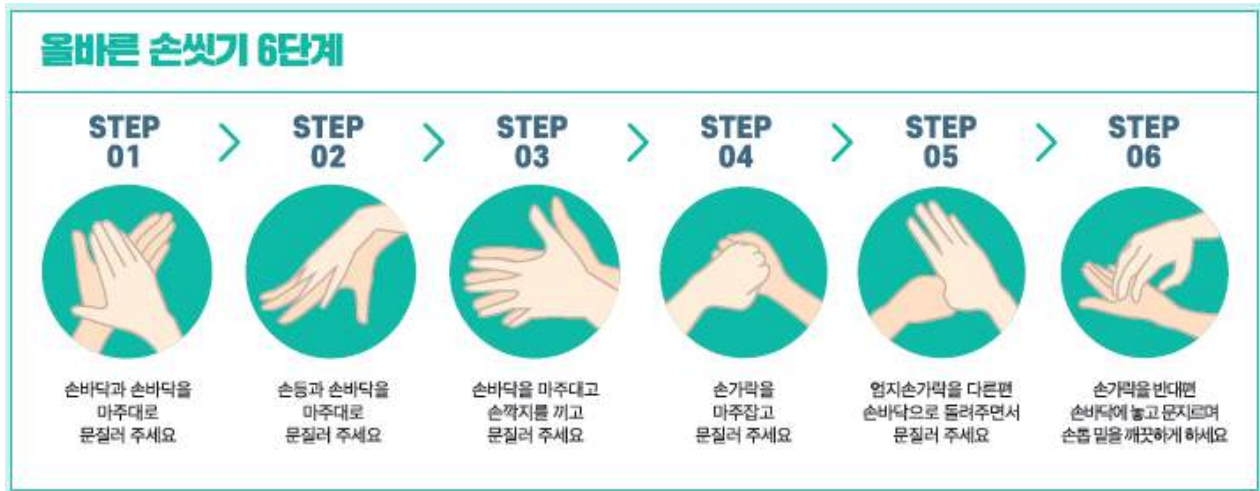 올바른 손씻기 6단계
STEP
01
STEP
02
STEP
03
STEP
04
STEP
05
STEP
06
손바닥과 손바닥을
마주대로
문질러 주세요
손등과 손바닥을
마주대로
문질러 주세요
손바닥을 마주대고
손깍지를 끼고
문질러 주세요
손가락을
마주잡고
문질러 주세요
엄지손가락을 다른편
손바닥으로 돌려주면서
문질러 주세요
손가락을 반대편
손바닥에 놓고 문지르며
손톱 밑을 깨끗하게 하세요